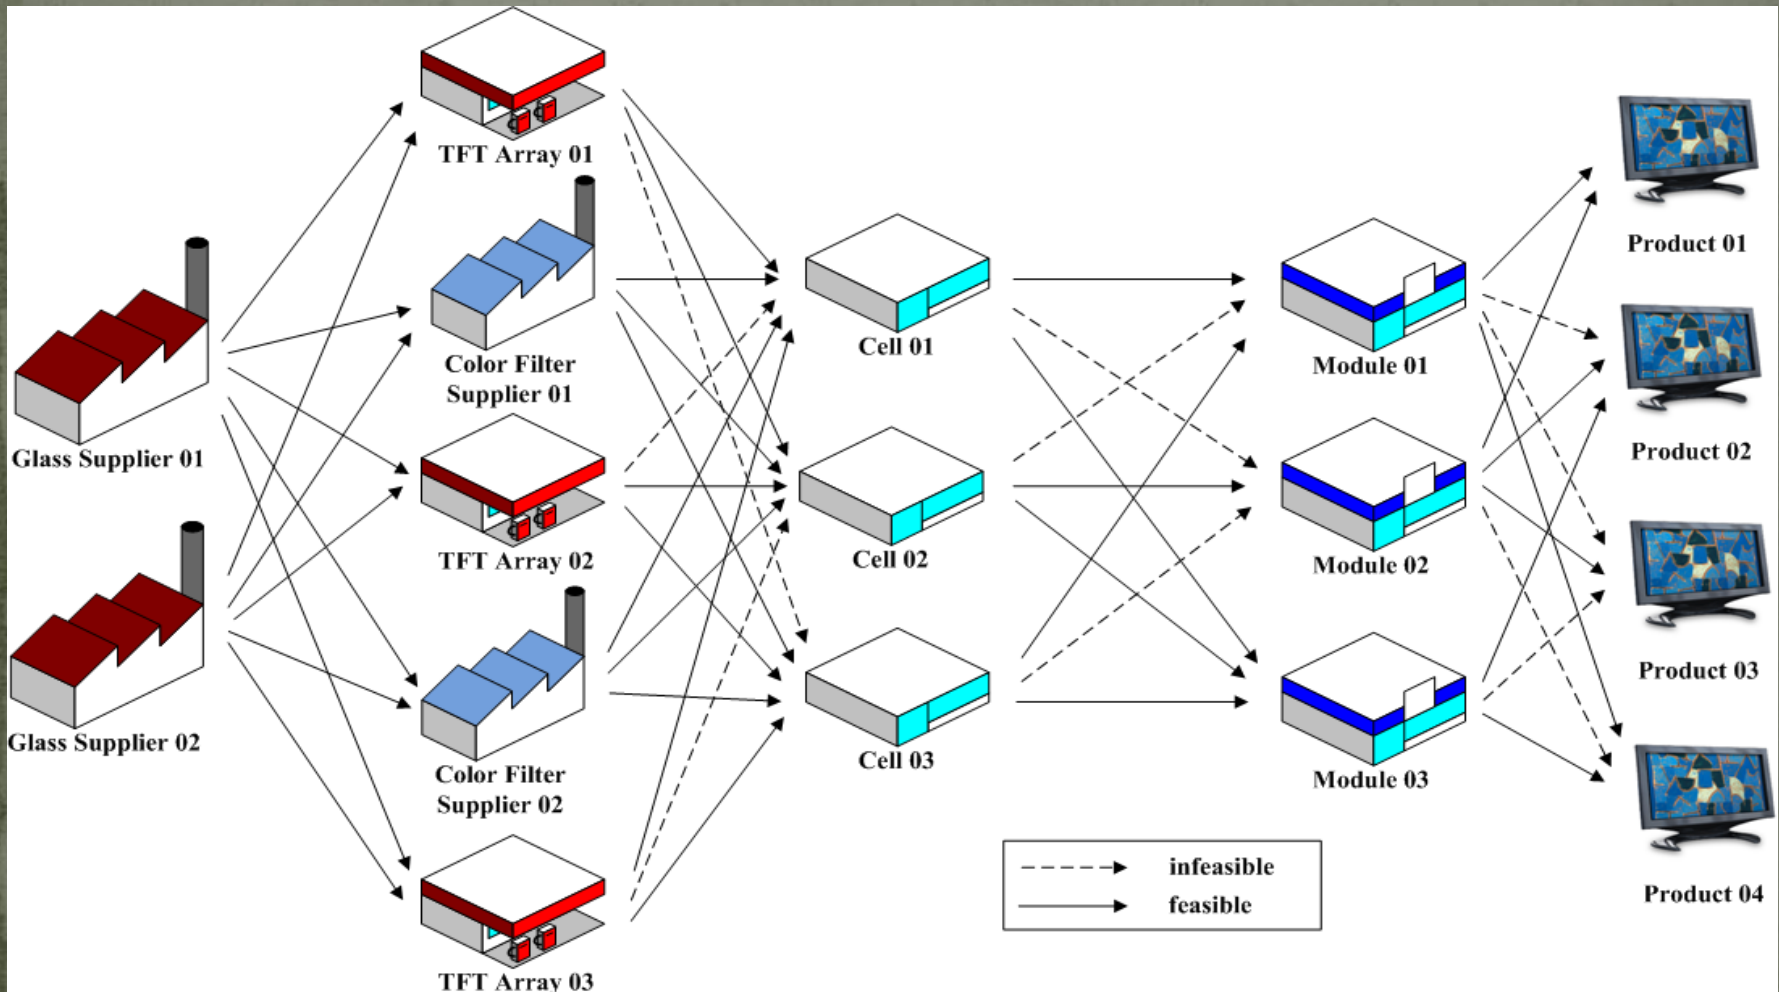 TFT Array 01
Color Filter
Supplier 01
Glass Supplier 01
TFT Array 02
Glass Supplier 02
Color Filter
Supplier 02
TFT Array 03
Cell 01
Cell 02
Cell 03
Module 01
Module 02
Module 03
Product 01
Product 02
Product 03
Product 04
infeasible
feasible